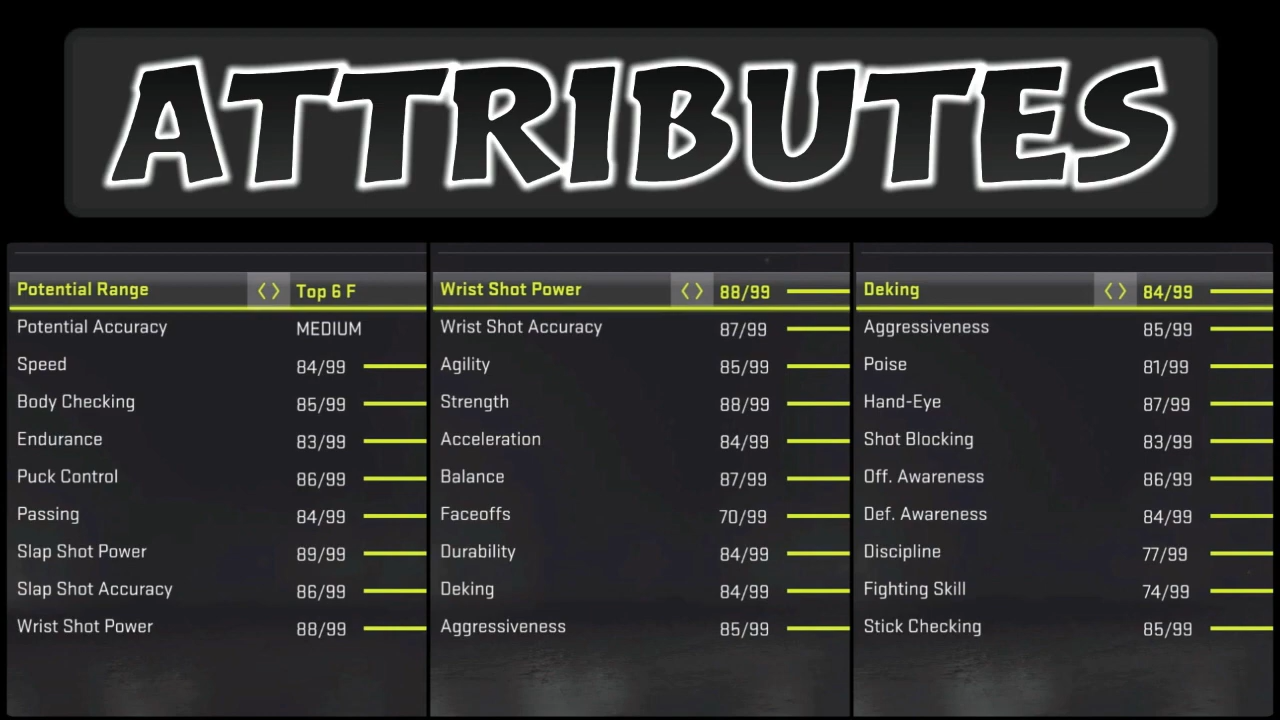 ATTRIBUTES
Potential Range <> Top 6 F
Potential Accuracy MEDIUM
Speed 84/99
Body Checking 85/99
Endurance 83/99
Puck Control 86/99
Passing 84/99
Slap Shot Power 89/99
Slap Shot Accuracy 86/99
Wrist Shot Power 88/99
Wrist Shot Power <> 88/99
Wrist Shot Accuracy 87/99
Agility 85/99
Strength 88/99
Acceleration 84/99
Balance 87/99
Faceoffs 70/99
Durability 84/99
Deking 84/99
Aggressiveness 85/99
Deking <> 84/99
Aggressiveness 85/99
Poise 81/99
Hand-Eye 87/99
Shot Blocking 83/99
Off. Awareness 86/99
Def. Awareness 84/99
Discipline 77/99
Fighting Skill 74/99
Stick Checking 85/99